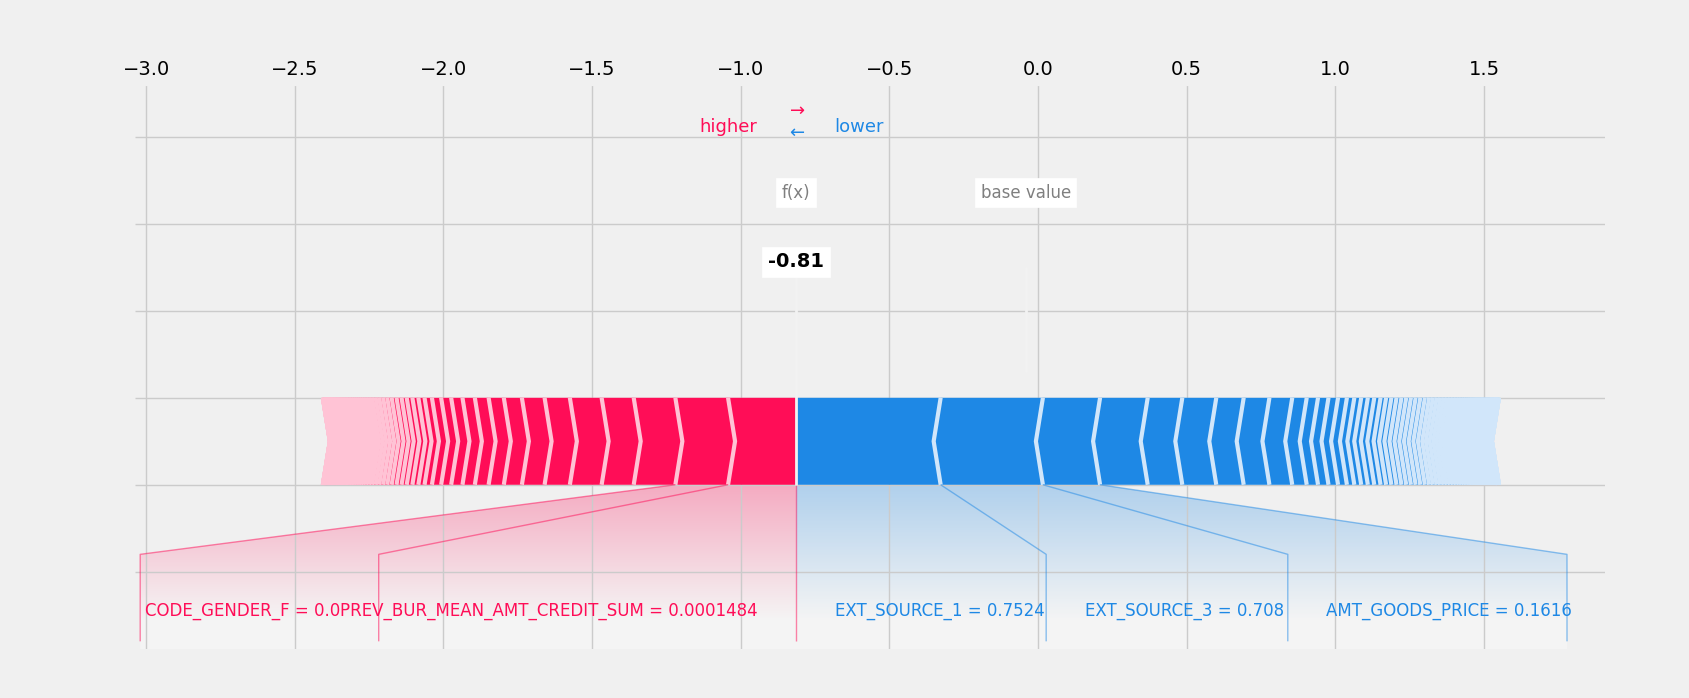 −3.0 −2.5 −2.0 −1.5 −1.0 −0.5 0.0 0.5 1.0 1.5
→
higher ← lower
f(x) base value
-0.81
CODE_GENDER_F = 0.0PREV_BUR_MEAN_AMT_CREDIT_SUM = 0.0001484 EXT_SOURCE_1 = 0.7524 EXT_SOURCE_3 = 0.708 AMT_GOODS_PRICE = 0.1616